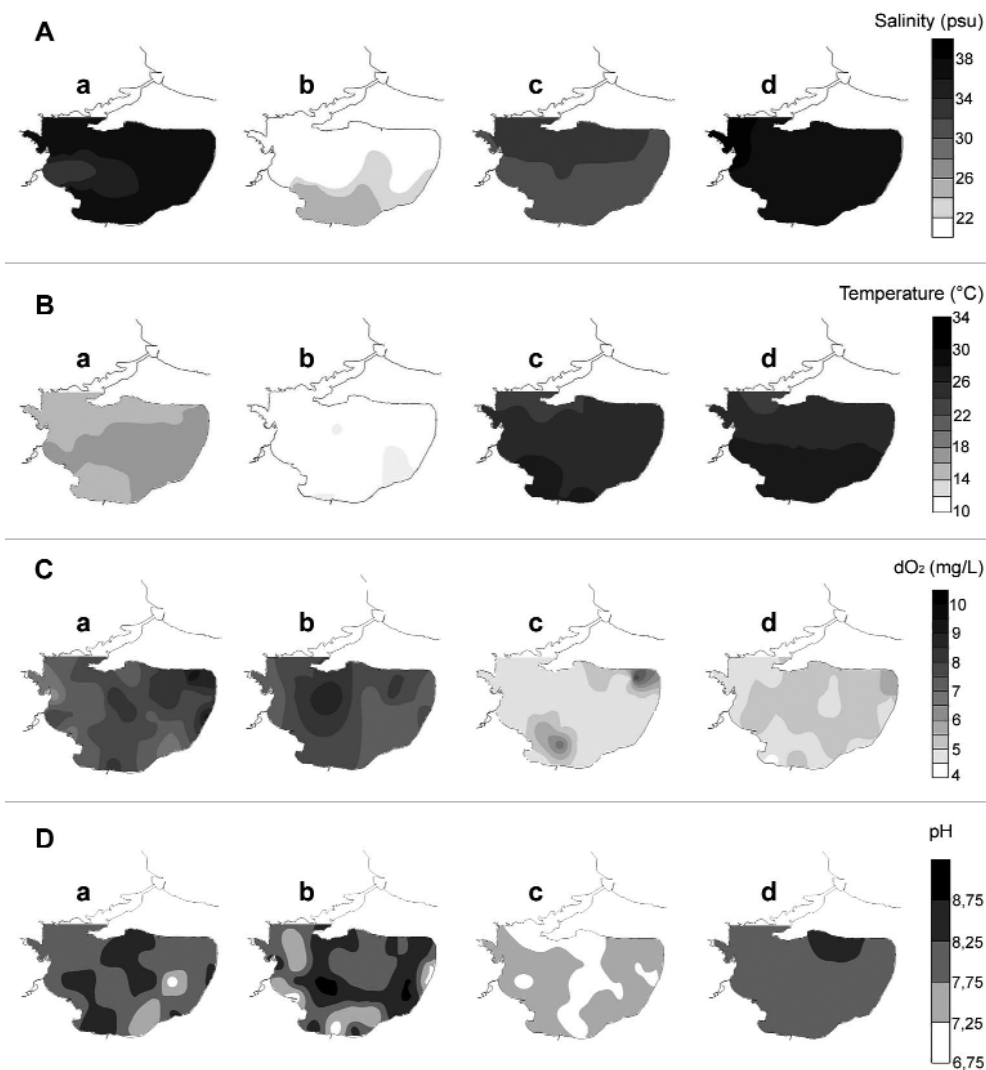 A
Salinity (psu)
a
b
c
d
38
34
30
26
22
B
Temperature (°C)
a
b
c
d
34
30
26
22
18
14
10
C
dO₂ (mg/L)
a
b
c
d
10
9
8
7
6
5
4
D
pH
a
b
c
d
8,75
8,25
7,75
7,25
6,75